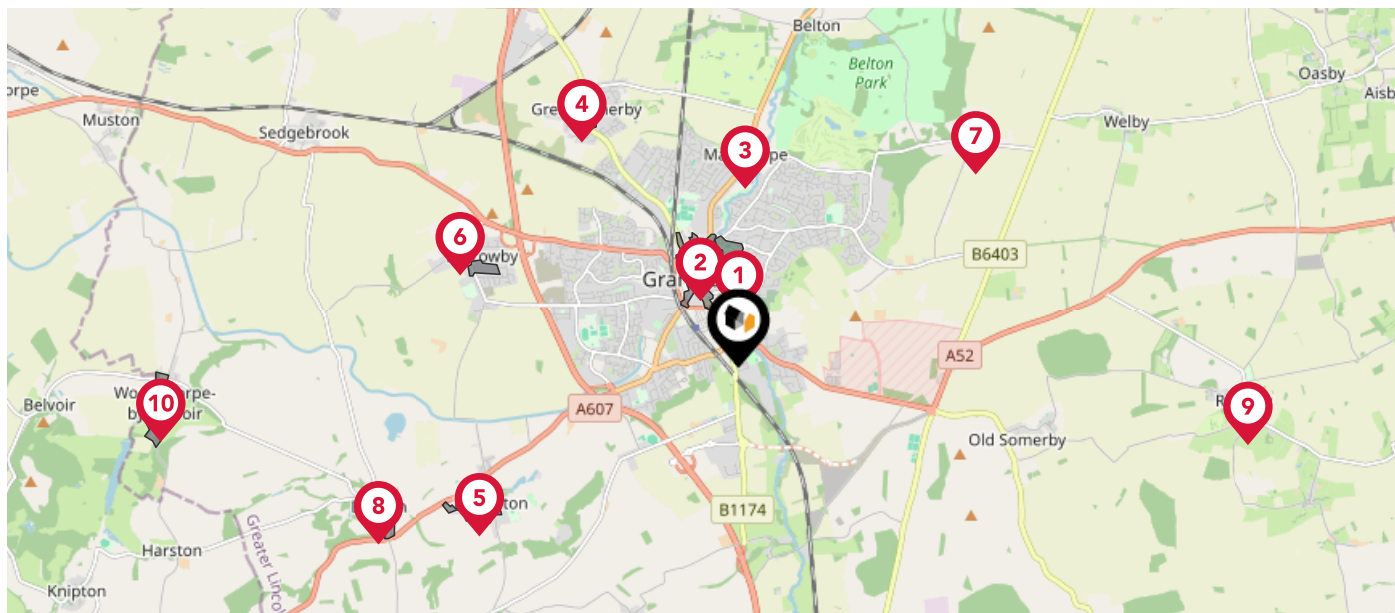 Belton
Belton
Park
Oasby
Muston
Sedgebrook
4
Welby
3
7
6
B6403
2
1
A52
Belvoir
10
A607
9
Old Somerby
8
5
B1174
Harston
Knipton